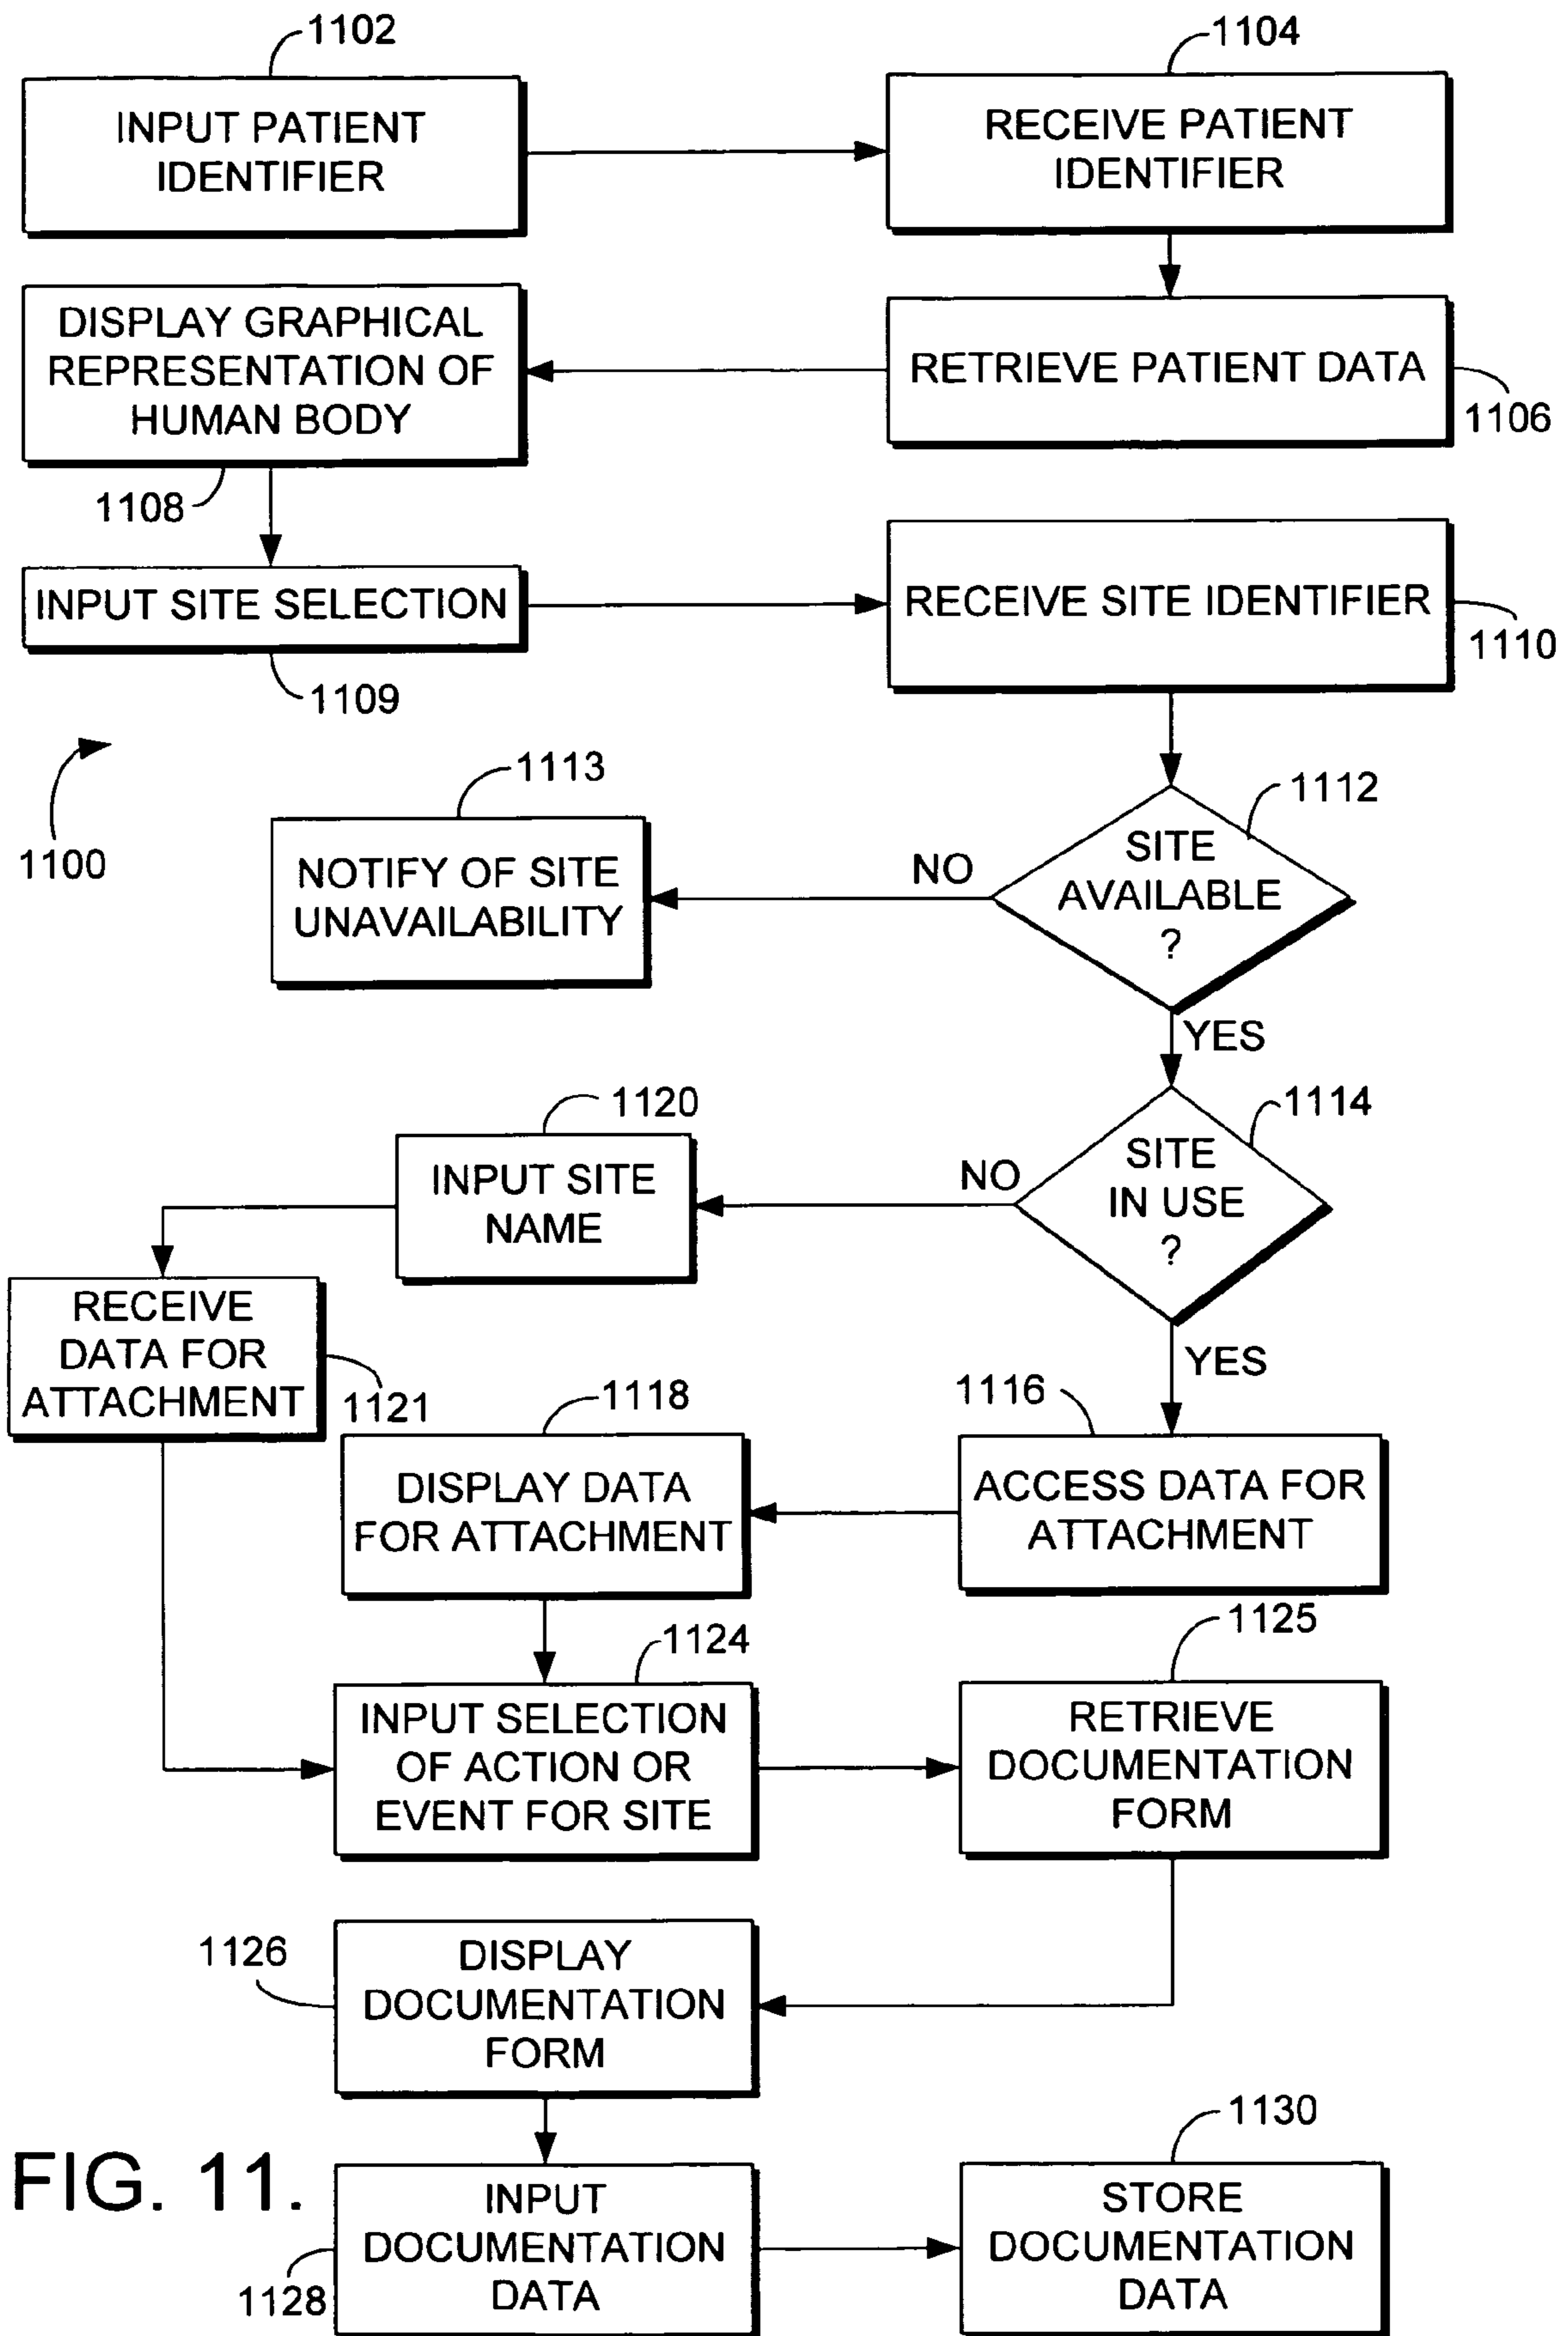 1102
1104
INPUT PATIENT
IDENTIFIER
RECEIVE PATIENT
IDENTIFIER
DISPLAY GRAPHICAL
REPRESENTATION OF
HUMAN BODY
RETRIEVE PATIENT DATA
1106
1108
INPUT SITE SELECTION
RECEIVE SITE IDENTIFIER
1110
1109
1100
1113
NOTIFY OF SITE
UNAVAILABILITY
NO
1112
SITE
AVAILABLE
?
YES
1120
INPUT SITE
NAME
NO
1114
SITE
IN USE
?
YES
RECEIVE
DATA FOR
ATTACHMENT
1121
1118
DISPLAY DATA
FOR ATTACHMENT
1116
ACCESS DATA FOR
ATTACHMENT
1124
INPUT SELECTION
OF ACTION OR
EVENT FOR SITE
1125
RETRIEVE
DOCUMENTATION
FORM
1126
DISPLAY
DOCUMENTATION
FORM
FIG. 11.
1128
INPUT
DOCUMENTATION
DATA
1130
STORE
DOCUMENTATION
DATA